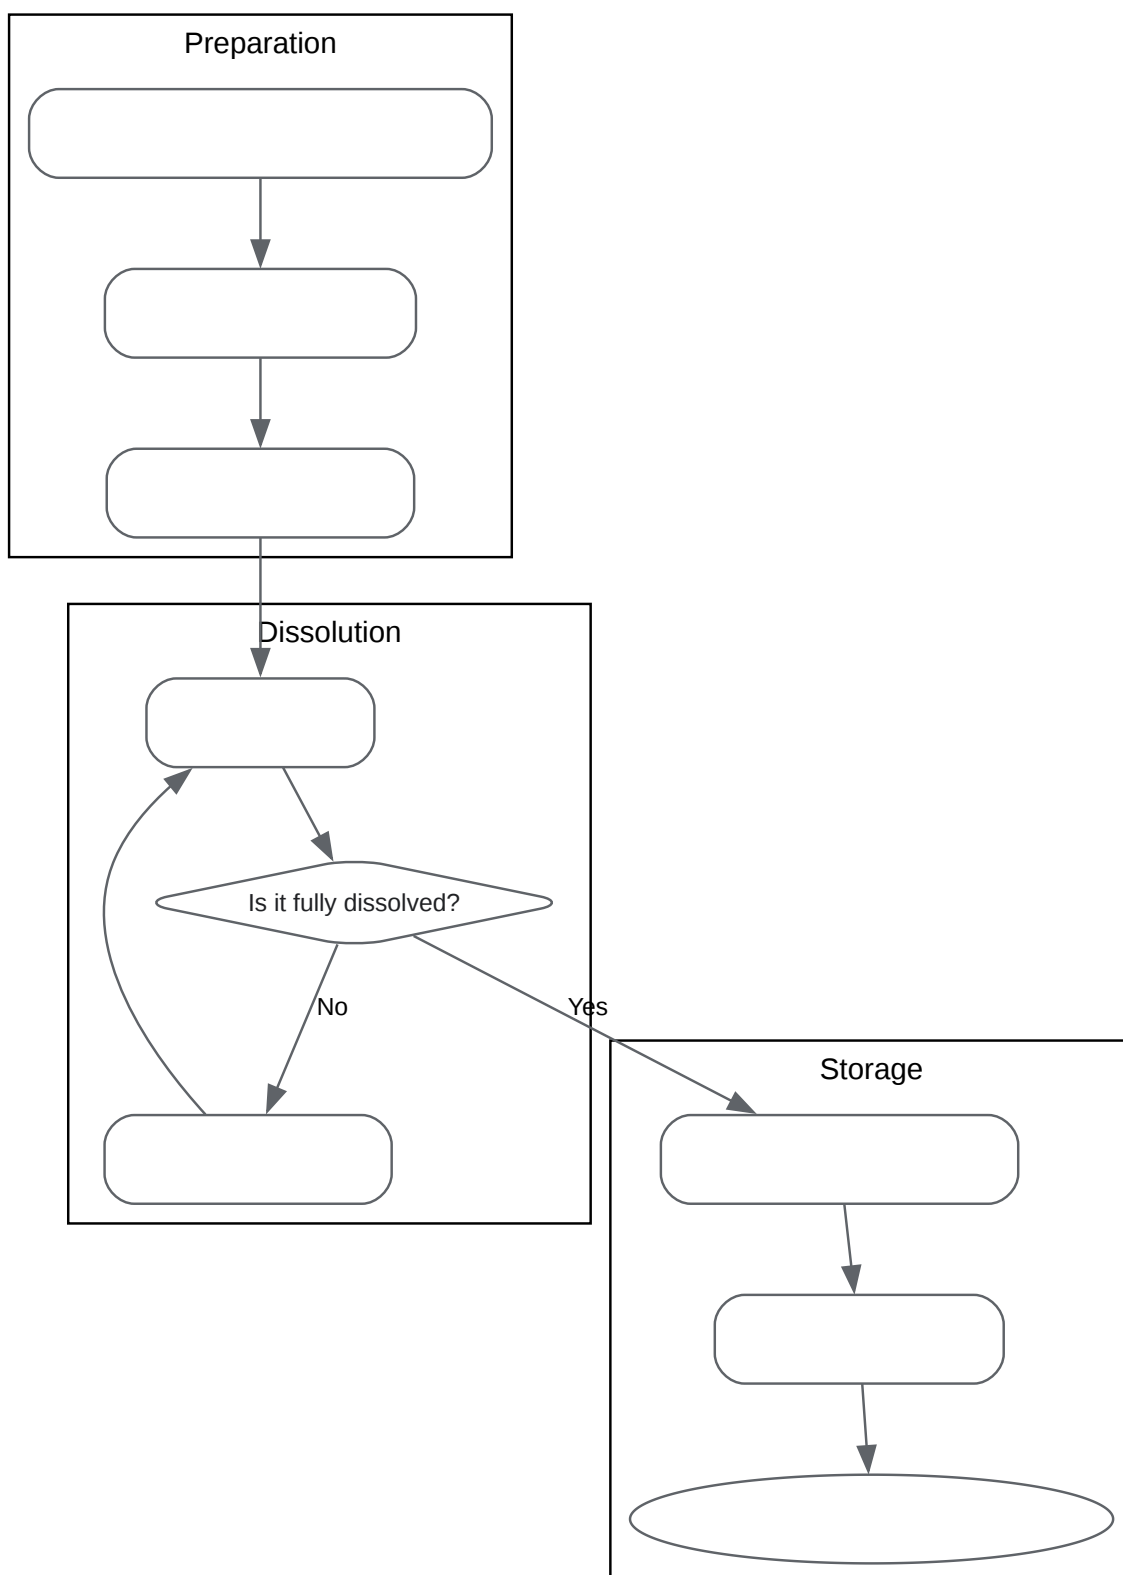 Preparation
Dissolution
Is it fully dissolved?
No
Yes
Storage